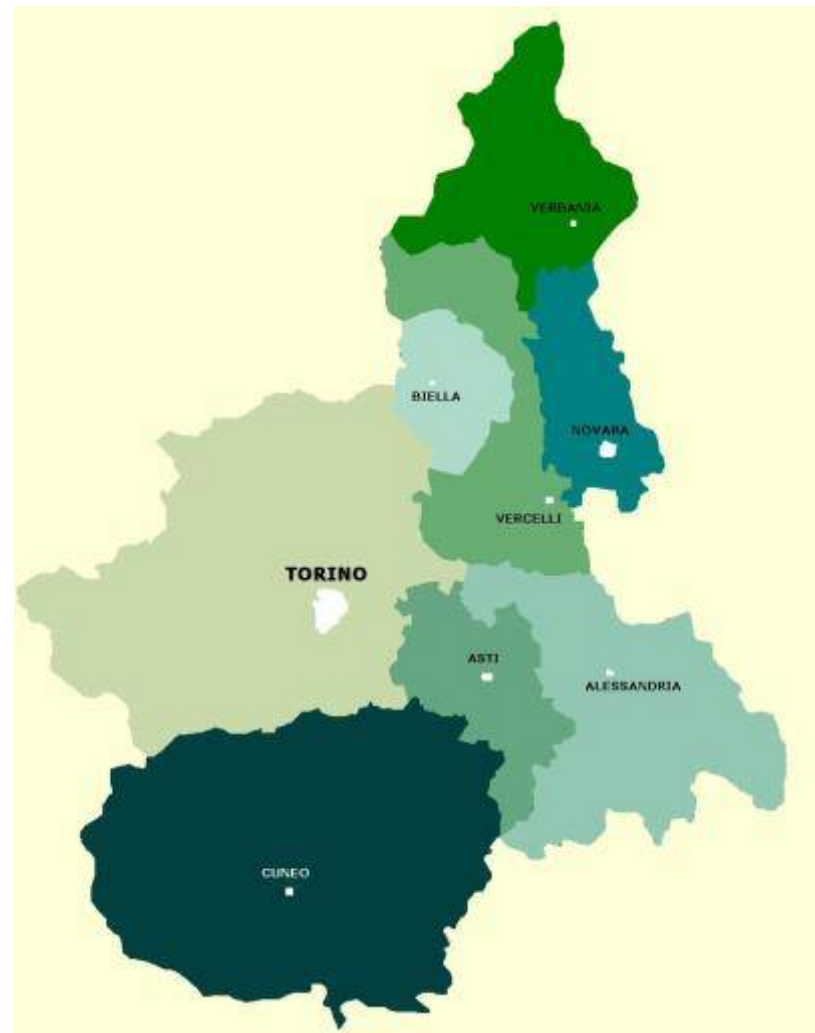 VERBANIA
BIELLA
NOVARA
VERCELLI
TORINO
ASTI
ALESSANDRIA
CUNEO